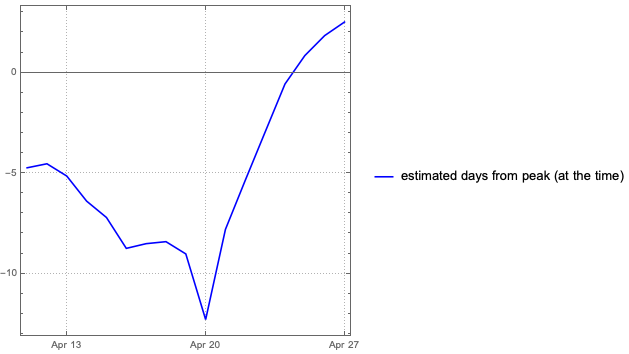 0
−5
−10
Apr 13
Apr 20
Apr 27
estimated days from peak (at the time)